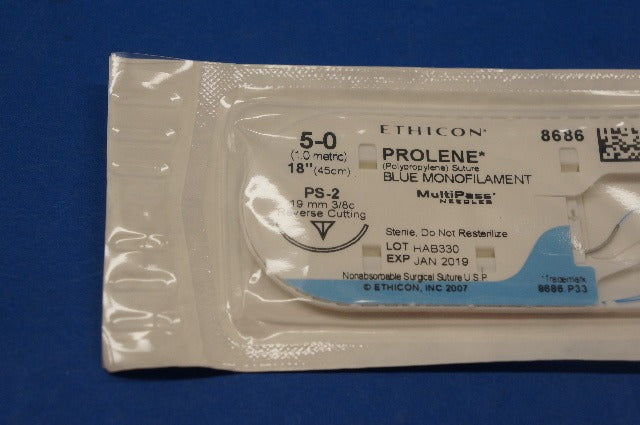 5-0
(1.0 metric)
18" (45cm)
PS-2
19 mm 3/8c
Reverse Cutting
ETHICON*
8686
PROLENE*
(Polypropylene) Suture
BLUE MONOFILAMENT
MultiPass*
NEEDLES
Sterile, Do Not Resterilize
LOT HAB330
EXP JAN 2019
Nonabsorbable Surgical Suture U S P
© ETHICON, INC 2007
*Trademark
8686 P33